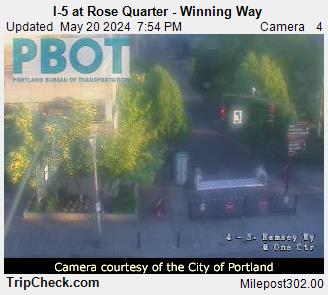 I-5 at Rose Quarter - Winning Way
Updated May 20 2024 7:54 PM Camera 4
PBOT
PORTLAND BUREAU OF TRANSPORTATION
4 - N. Ramsey Wy
@ One Ctr
Camera courtesy of the City of Portland
TripCheck.com Milepost302.00